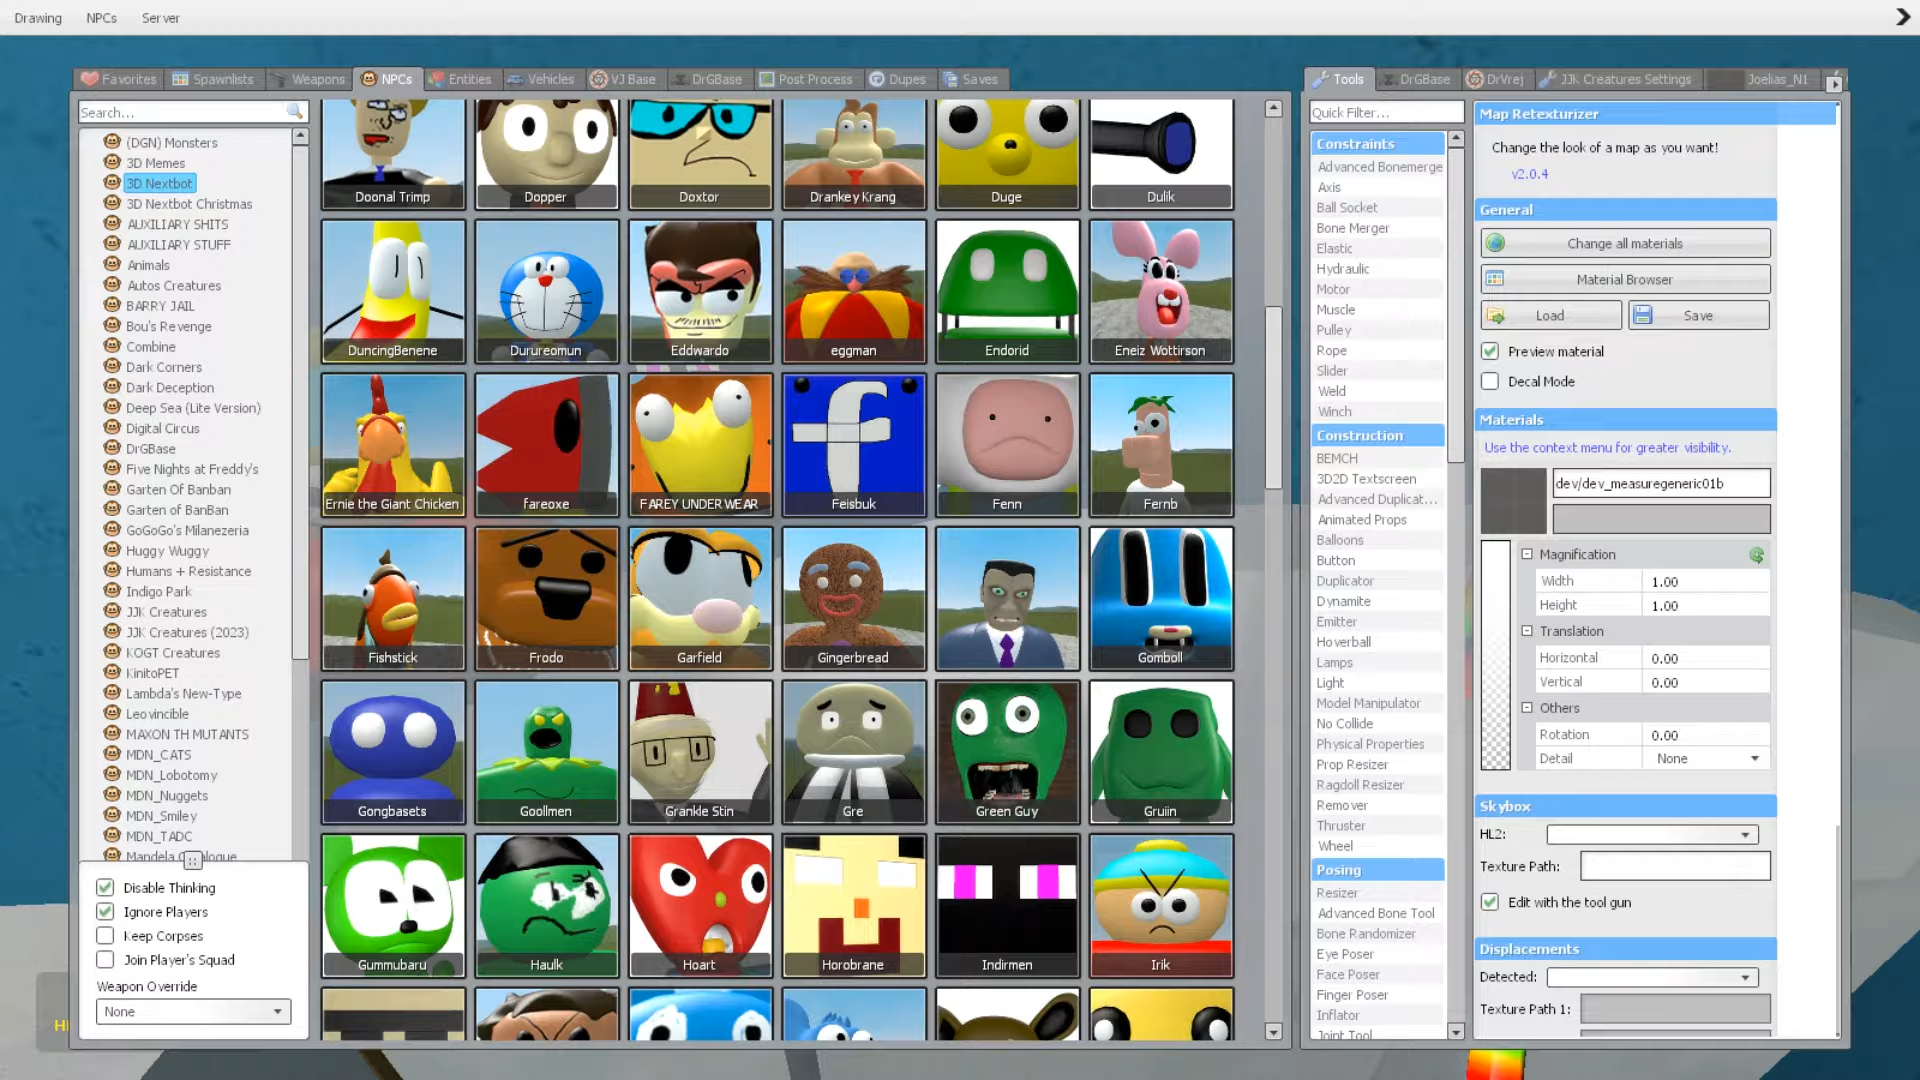 Drawing NPCs Server
Favorites Spawnlists Weapons NPCs Entities Vehicles VJ Base DrGBase Post Process Dupes Saves
Search...
(DGN) Monsters
3D Memes
3D Nextbot
3D Nextbot Christmas
AUXILIARY SHITS
AUXILIARY STUFF
Animals
Autos Creatures
BARRY JAIL
Bou's Revenge
Combine
Dark Corners
Dark Deception
Deep Sea (Lite Version)
Digital Circus
DrGBase
Five Nights at Freddy's
Garten Of Banban
Garten of BanBan
GoGoGo's Milanezeria
Huggy Wuggy
Humans + Resistance
Indigo Park
JJK Creatures
JJK Creatures (2023)
KOGT Creatures
KinitoPET
Lambda's New-Type
Leovincible
MAXON TH MUTANTS
MDN_CATS
MDN_Lobotomy
MDN_Nuggets
MDN_Smiley
MDN_TADC
Disable Thinking
Ignore Players
Keep Corpses
Join Player's Squad
Weapon Override
None
Doonal Trimp Dopper Doxtor Drankey Krang Duge Dulik
DuncingBenene Durureomun Eddwardo eggman Endorid Eneiz Wottirson
Ernie the Giant Chicken fareoxe FAREY UNDERWEAR Feisbuk Fenn Fernb
Fishstick Frodo Garfield Gingerbread Gomboll
Gongbasets Goollmen Grankle Stin Gre Green Guy Gruiin
Gummubaru Haulk Hoart Horobrane Indirmen Irik
Tools DrGBase DrVrej JJK Creatures Settings Joelias_N1
Quick Filter...
Constraints
Advanced Bonemerge
Axis
Ball Socket
Bone Merger
Elastic
Hydraulic
Motor
Muscle
Pulley
Rope
Slider
Weld
Winch
Construction
BEMCH
3D2D Textscreen
Advanced Duplicat...
Animated Props
Balloons
Button
Duplicator
Dynamite
Emitter
Hoverball
Lamps
Light
Model Manipulator
No Collide
Physical Properties
Prop Resizer
Ragdoll Resizer
Remover
Thruster
Wheel
Posing
Resizer
Advanced Bone Tool
Bone Randomizer
Eye Poser
Face Poser
Finger Poser
Inflator
Joint Tool
Map Retexturizer
Change the look of a map as you want!
v2.0.4
General
Change all materials
Material Browser
Load Save
Preview material
Decal Mode
Materials
Use the context menu for greater visibility.
dev/dev_measuregeneric01b
Magnification
Width 1.00
Height 1.00
Translation
Horizontal 0.00
Vertical 0.00
Others
Rotation 0.00
Detail None
Skybox
HL2:
Texture Path:
Edit with the tool gun
Displacements
Detected:
Texture Path 1: